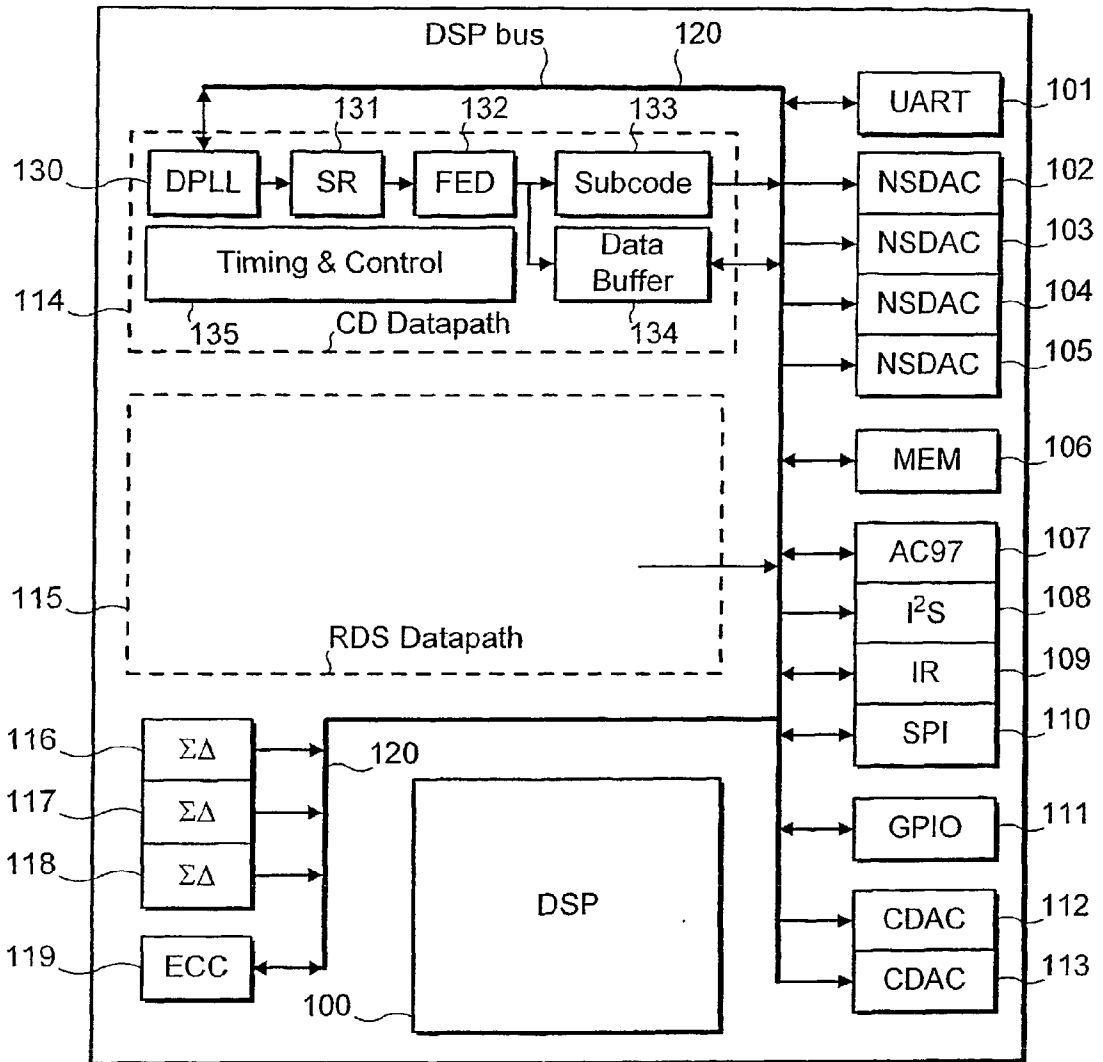 DSP bus
120
131
132
133
130
DPLL
SR
FED
Subcode
Timing & Control
Data
Buffer
114
135
CD Datapath
134
115
RDS Datapath
116
ΣΔ
117
ΣΔ
118
ΣΔ
119
ECC
120
DSP
100
UART
101
NSDAC
102
NSDAC
103
NSDAC
104
NSDAC
105
MEM
106
AC97
107
I²S
108
IR
109
SPI
110
GPIO
111
CDAC
112
CDAC
113